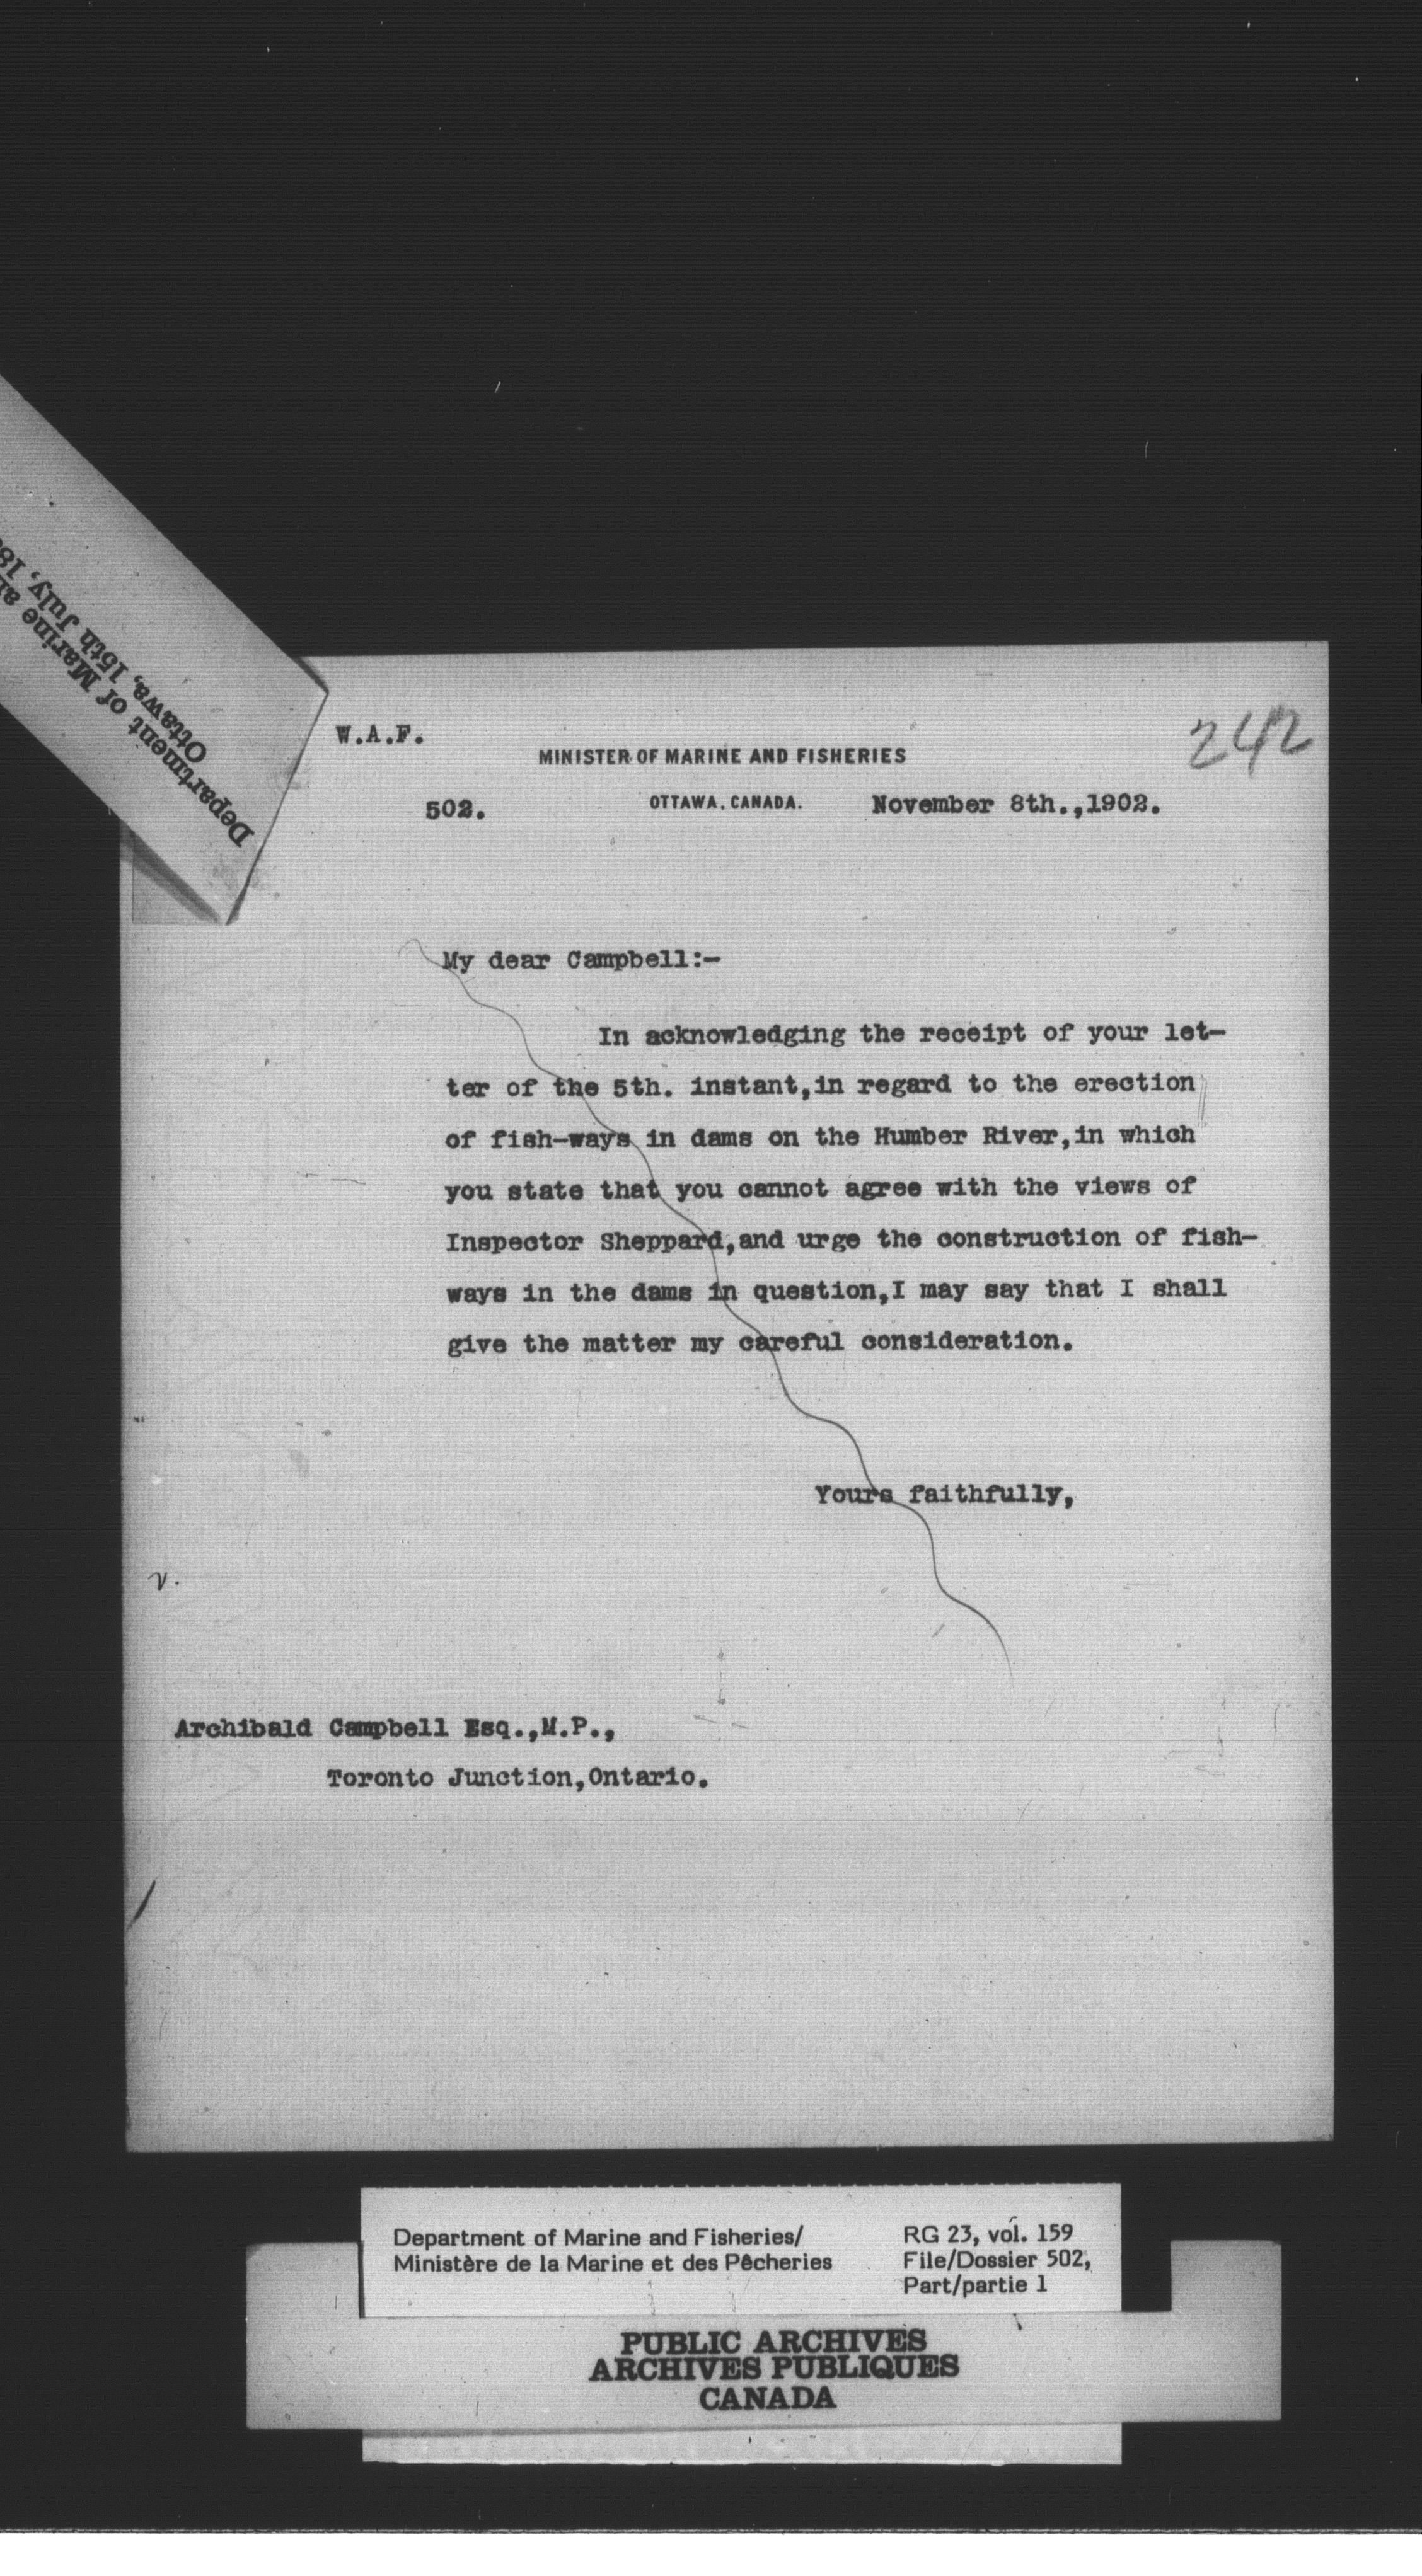 Department of Marine a
Ottawa, 15th July, 18
W.A.F.
242
MINISTER OF MARINE AND FISHERIES
502.
OTTAWA, CANADA.
November 8th.,1902.
My dear Campbell:-
In acknowledging the receipt of your let-
ter of the 5th. instant,in regard to the erection
of fish-ways in dams on the Humber River,in which
you state that you cannot agree with the views of
Inspector Sheppard,and urge the construction of fish-
ways in the dams in question,I may say that I shall
give the matter my careful consideration.
Yours faithfully,
v.
Archibald Campbell Esq.,M.P.,
Toronto Junction,Ontario.
Department of Marine and Fisheries/
Ministère de la Marine et des Pêcheries
RG 23, vol. 159
File/Dossier 502,
Part/partie 1
PUBLIC ARCHIVES
ARCHIVES PUBLIQUES
CANADA